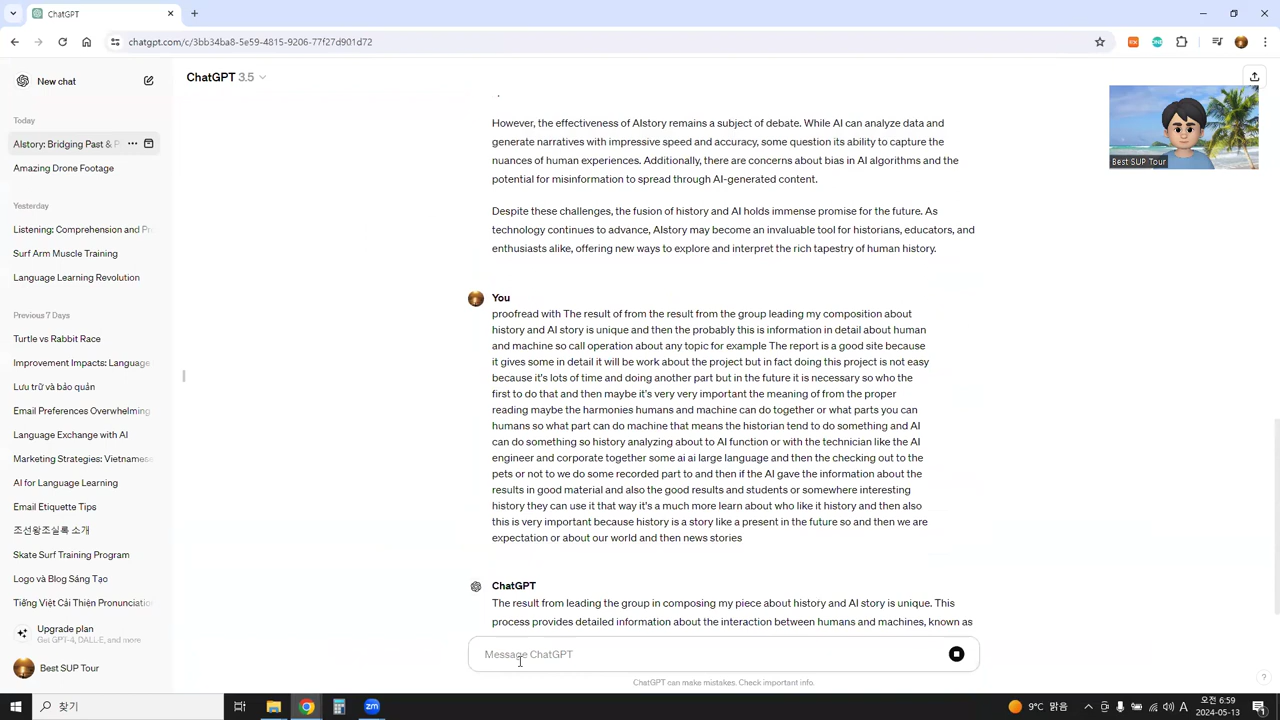 ChatGPT
chatgpt.com/c/3bb34ba8-5e59-4815-9206-77f27d901d72
New chat
ChatGPT 3.5
Today
AIstory: Bridging Past & P
Amazing Drone Footage
Yesterday
Listening: Comprehension and Pr
Surf Arm Muscle Training
Language Learning Revolution
Previous 7 Days
Turtle vs Rabbit Race
Improvement Impacts: Language
Lưu trữ và bảo quản
Email Preferences Overwhelming
Language Exchange with AI
Marketing Strategies: Vietnamese
AI for Language Learning
Email Etiquette Tips
조선왕조실록 소개
Skate Surf Training Program
Logo và Blog Sáng Tạo
Tiếng Việt Cải Thiện Pronunciation
Upgrade plan
Get GPT-4, DALL·E, and more
Best SUP Tour
However, the effectiveness of AIstory remains a subject of debate. While AI can analyze data and
generate narratives with impressive speed and accuracy, some question its ability to capture the
nuances of human experiences. Additionally, there are concerns about bias in AI algorithms and the
potential for misinformation to spread through AI-generated content.
Despite these challenges, the fusion of history and AI holds immense promise for the future. As
technology continues to advance, AIstory may become an invaluable tool for historians, educators, and
enthusiasts alike, offering new ways to explore and interpret the rich tapestry of human history.
You
proofread with The result of from the result from the group leading my composition about
history and AI story is unique and then the probably this is information in detail about human
and machine so call operation about any topic for example The report is a good site because
it gives some in detail it will be work about the project but in fact doing this project is not easy
because it's lots of time and doing another part but in the future it is necessary so who the
first to do that and then maybe it's very very important the meaning of from the proper
reading maybe the harmonies humans and machine can do together or what parts you can
humans so what part can do machine that means the historian tend to do something and AI
can do something so history analyzing about to AI function or with the technician like the AI
engineer and corporate together some ai ai large language and then the checking out to the
pets or not to we do some recorded part to and then if the AI gave the information about the
results in good material and also the good results and students or somewhere interesting
history they can use it that way it's a much more learn about who like it history and then also
this is very important because history is a story like a present in the future so and then we are
expectation or about our world and then news stories
ChatGPT
The result from leading the group in composing my piece about history and AI story is unique. This
process provides detailed information about the interaction between humans and machines, known as
Message ChatGPT
ChatGPT can make mistakes. Check important info.
?
Best SUP Tour
찾기
9°C 맑음
A
오전 6:59
2024-05-13